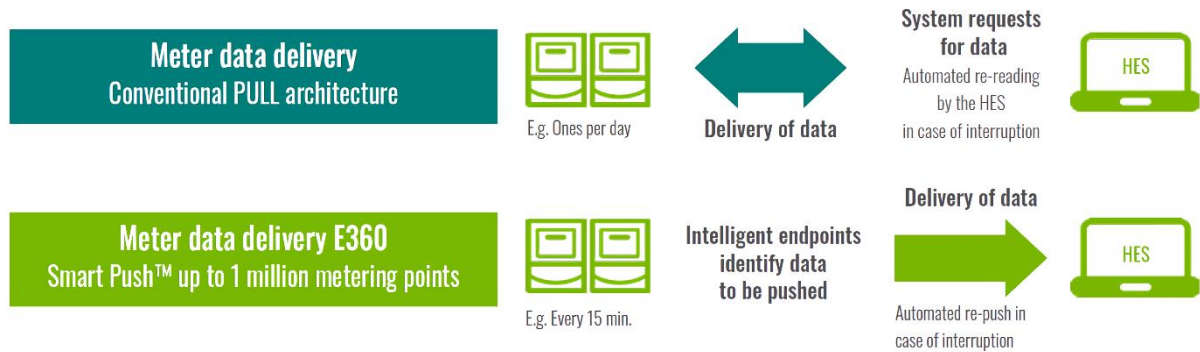 Meter data delivery
Conventional PULL architecture
E.g. Ones per day
Delivery of data
System requests
for data
Automated re-reading
by the HES
in case of interruption
HES
Meter data delivery E360
Smart Push™ up to 1 million metering points
E.g. Every 15 min.
Intelligent endpoints
identify data
to be pushed
Delivery of data
Automated re-push in
case of interruption
HES